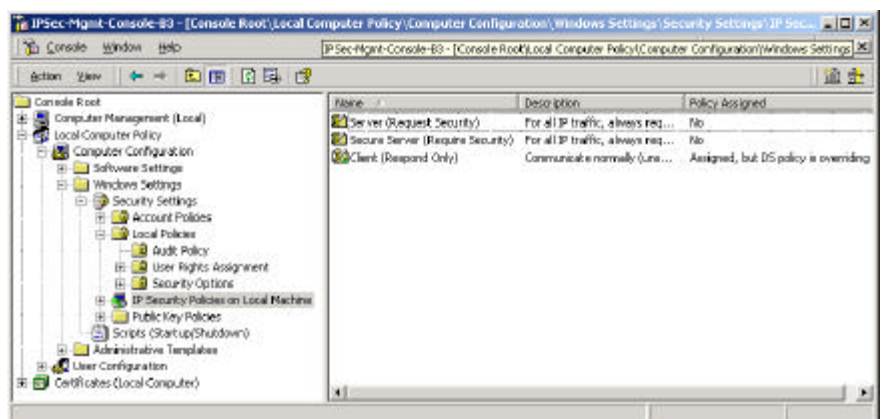 IPSec-Mgmt-Console-B3 - [Console Root\Local Computer Policy\Computer Configuration\Windows Settings\Security Settings\IP Sec...
Console Window Help
IPSec-Mgmt-Console-B3 - [Console Root\Local Computer Policy\Computer Configuration\Windows Settings
Action View
Console Root
Computer Management (Local)
Local Computer Policy
Computer Configuration
Software Settings
Windows Settings
Security Settings
Account Policies
Local Policies
Audit Policy
User Rights Assignment
Security Options
IP Security Policies on Local Machine
Public Key Policies
Scripts (Startup/Shutdown)
Administrative Templates
User Configuration
Certificates (Local Computer)
Name Description Policy Assigned
Server (Request Security) For all IP traffic, always req... No
Secure Server (Require Security) For all IP traffic, always req... No
Client (Respond Only) Communicate normally (uns... Assigned, but DS policy is overriding